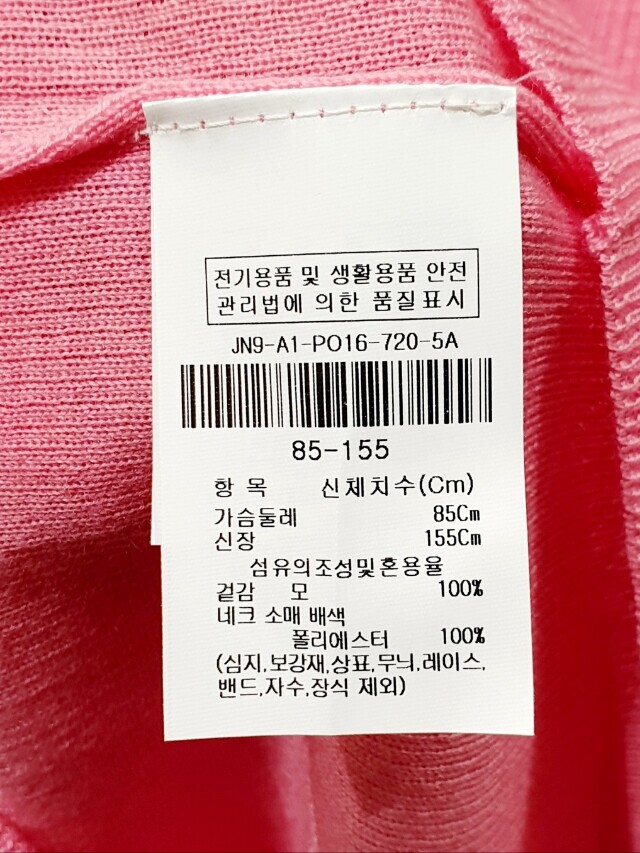 전기용품 및 생활용품 안전
관리법에 의한 품질표시
JN9-A1-PO16-720-5A
85-155
항 목 신체치수(Cm)
가슴둘레 85Cm
신장 155Cm
섬유의조성및혼용율
겉감 모 100%
네크 소매 배색
폴리에스터 100%
(심지,보강재,상표,무늬,레이스,
밴드,자수,장식 제외)